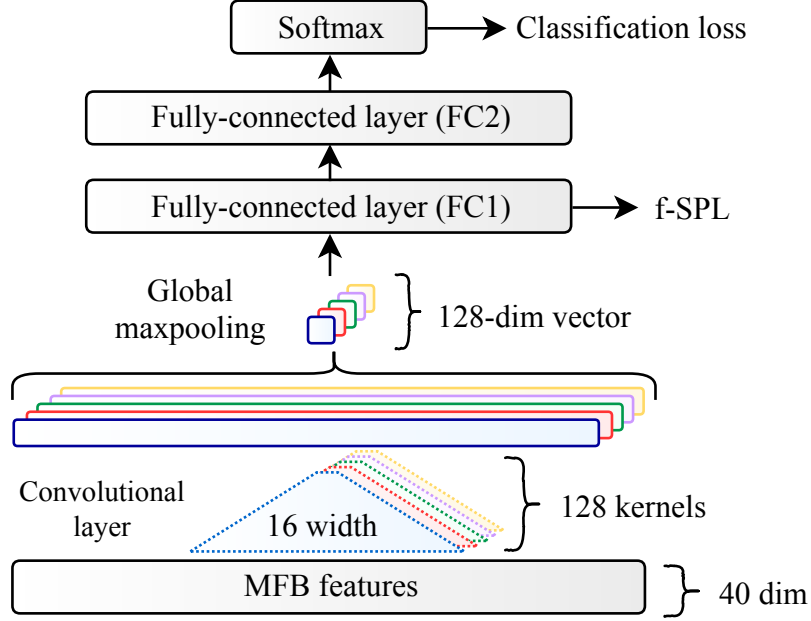 Softmax
Classification loss
Fully-connected layer (FC2)
Fully-connected layer (FC1)
f-SPL
Global
maxpooling
128-dim vector
Convolutional
layer
16 width
128 kernels
MFB features
40 dim